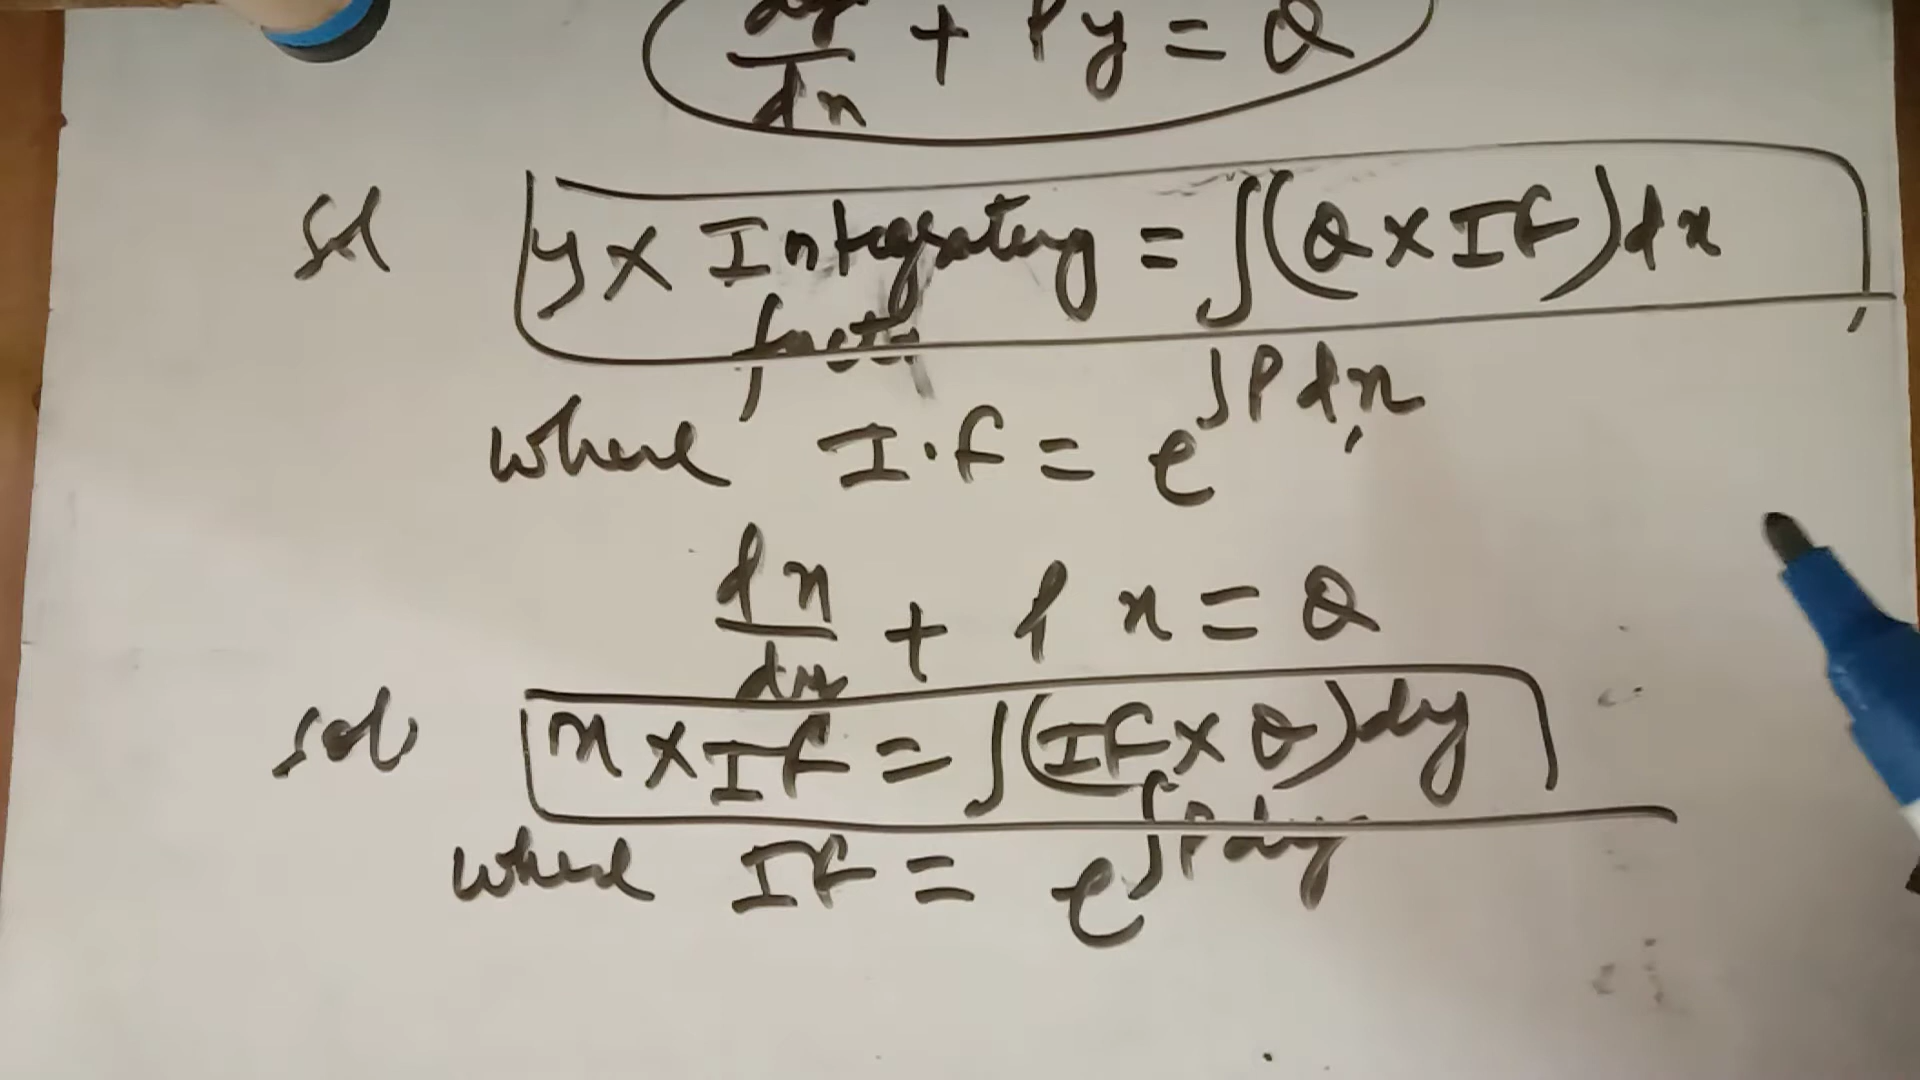 dy/dx + Py = Q
sol y × Integrating factor = ∫(Q × IF)dx
where I.F = e^∫P dx
dx/dy + P x = Q
sol x × IF = ∫(IF × Q)dy
where IF = e^∫P dy